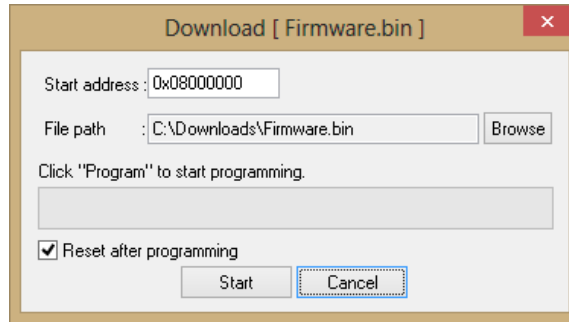 Download [ Firmware.bin ]
Start address : 0x08000000
File path : C:\Downloads\Firmware.bin Browse
Click "Program" to start programming.
Reset after programming
Start Cancel